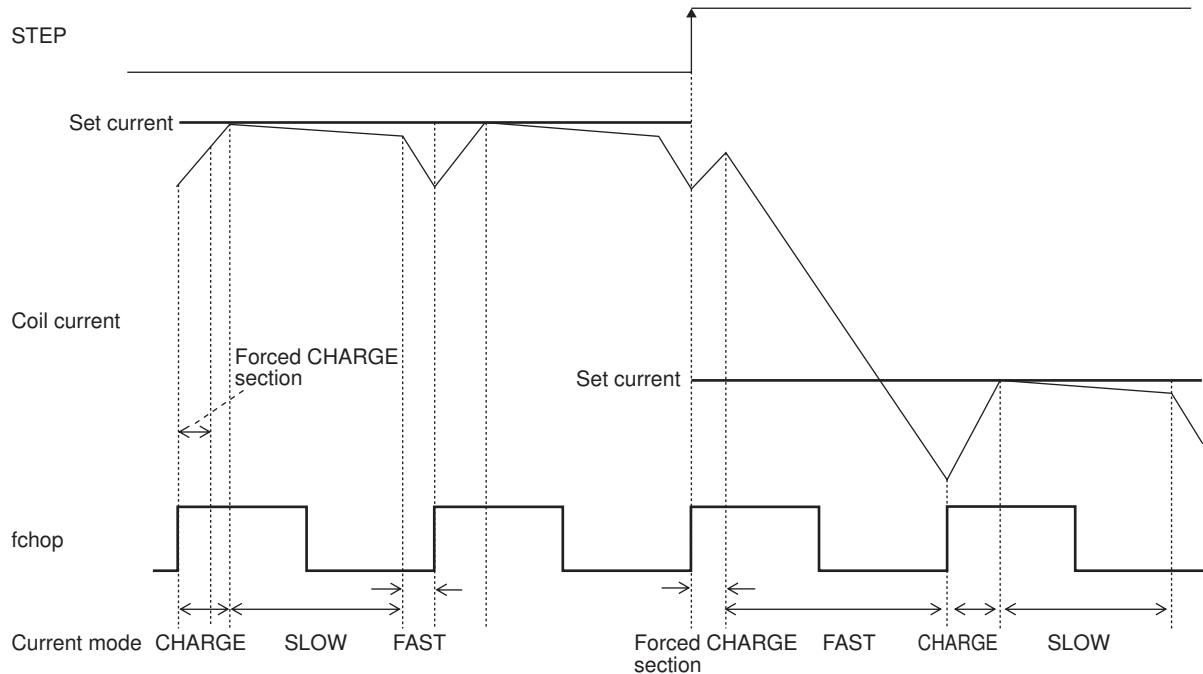 STEP
Set current
Coil current
Forced CHARGE
section
Set current
fchop
Current mode CHARGE SLOW FAST Forced CHARGE FAST CHARGE SLOW
section